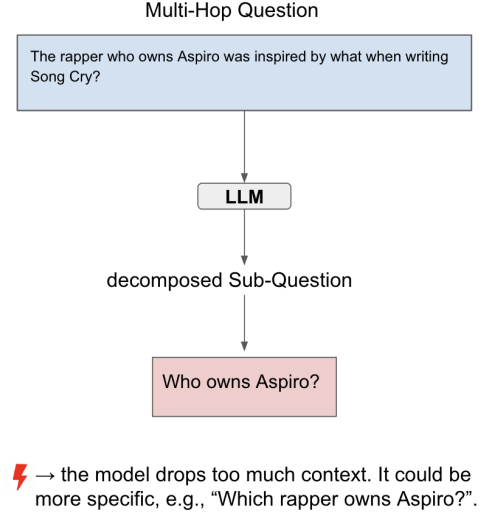 Multi-Hop Question
The rapper who owns Aspiro was inspired by what when writing
Song Cry?
LLM
decomposed Sub-Question
Who owns Aspiro?
→ the model drops too much context. It could be
more specific, e.g., “Which rapper owns Aspiro?”.